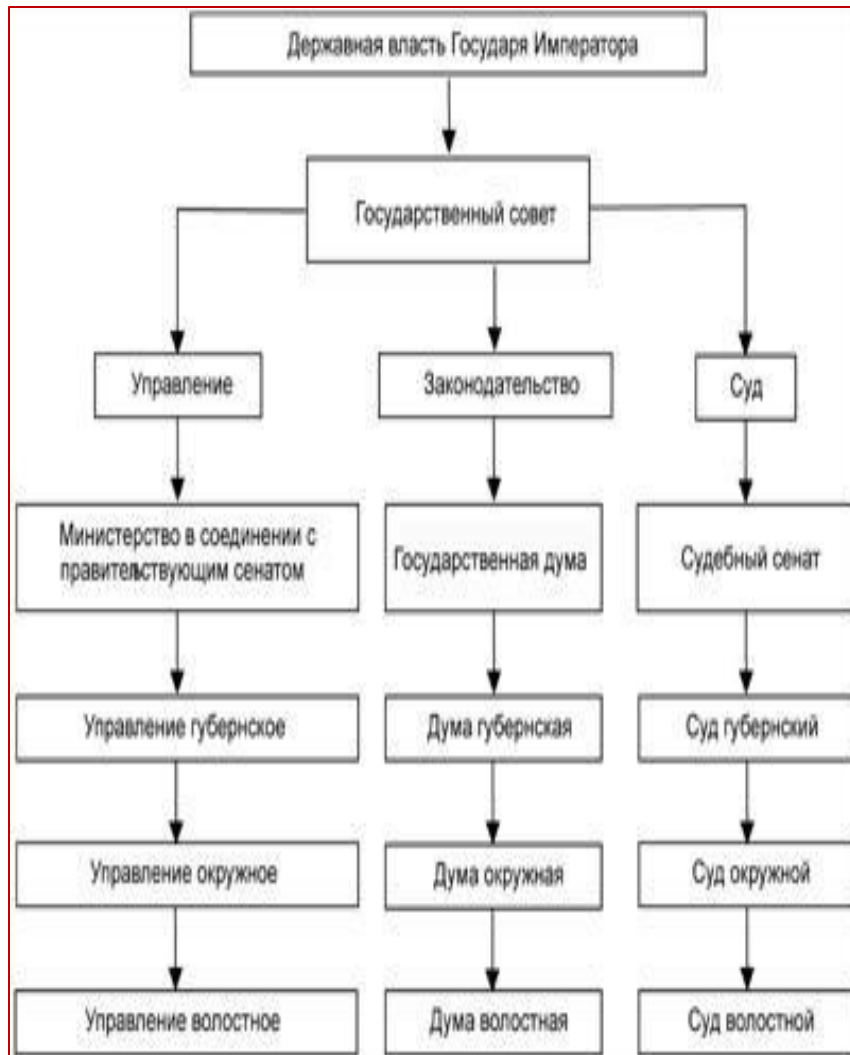 Державная власть Государя Императора
Государственный совет
Управление
Законодательство
Суд
Министерство в соединении с
правительствующим сенатом
Государственная дума
Судебный сенат
Управление губернское
Дума губернская
Суд губернский
Управление окружное
Дума окружная
Суд окружной
Управление волостное
Дума волостная
Суд волостной